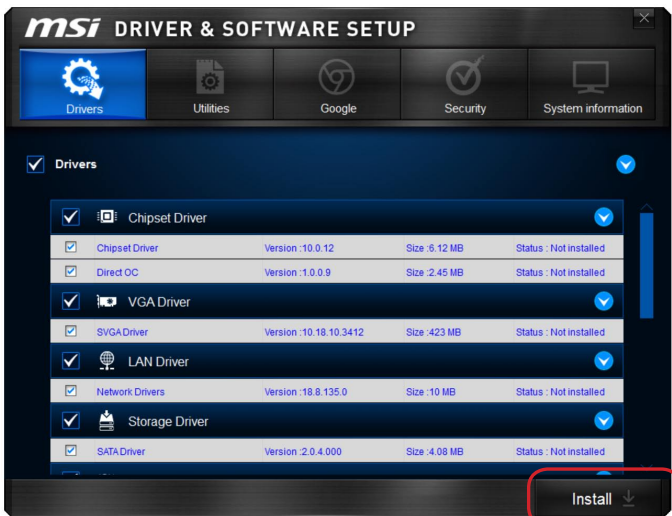 msi DRIVER & SOFTWARE SETUP
Drivers Utilities Google Security System information
Drivers
Chipset Driver
Chipset Driver Version :10.0.12 Size :6.12 MB Status : Not installed
Direct OC Version :1.0.0.9 Size :2.45 MB Status : Not installed
VGA Driver
SVGA Driver Version :10.18.10.3412 Size :423 MB Status : Not installed
LAN Driver
Network Drivers Version :18.8.135.0 Size :10 MB Status : Not installed
Storage Driver
SATA Driver Version :2.0.4.000 Size :4.08 MB Status : Not installed
Install